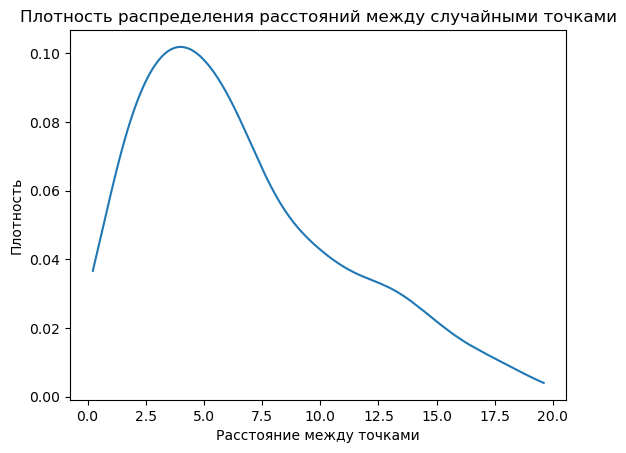 Плотность распределения расстояний между случайными точками
0.10
0.08
0.06
0.04
0.02
0.00
Плотность
0.0 2.5 5.0 7.5 10.0 12.5 15.0 17.5 20.0
Расстояние между точками